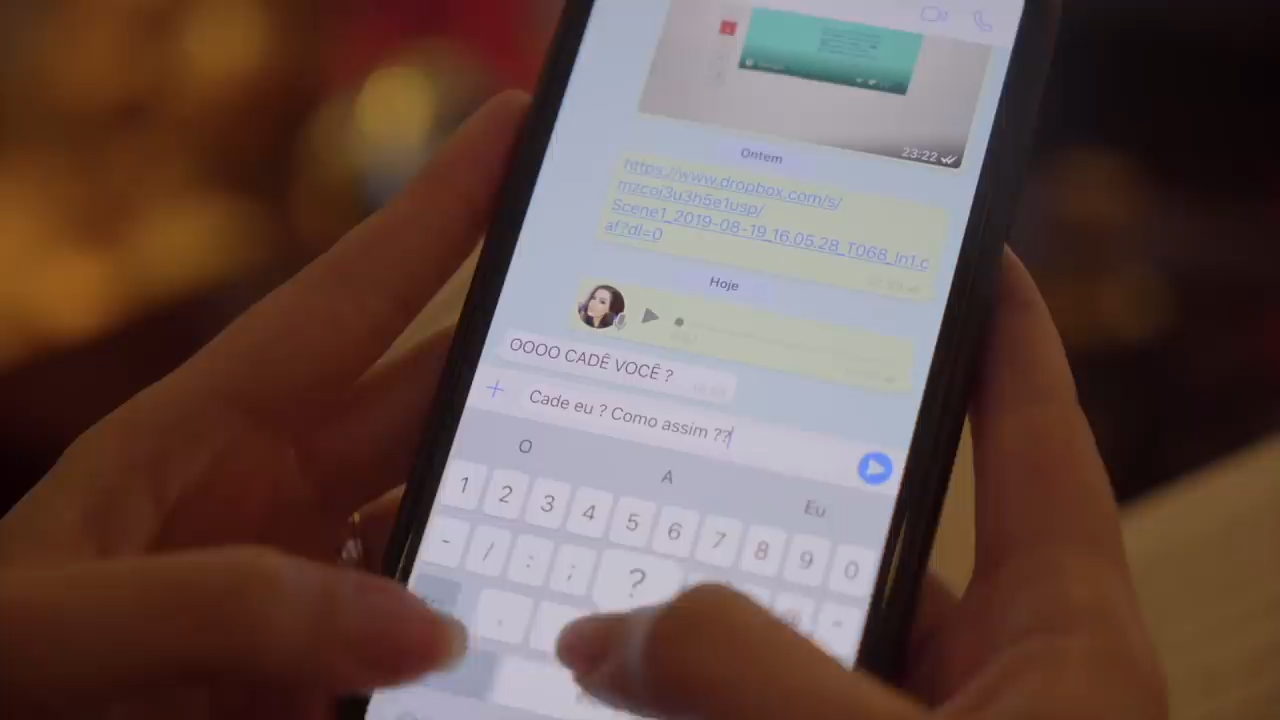 23:22
Ontem
https://www.dropbox.com/s/
mzcoi3u3h5e1usp/
Scene1_2019-08-19_16.05.28_T068_In1.c
af?dl=0
Hoje
OOOO CADÊ VOCÊ ?
Cade eu ? Como assim ??
O A Eu
1 2 3 4 5 6 7 8 9 0
- / : ; ?
.